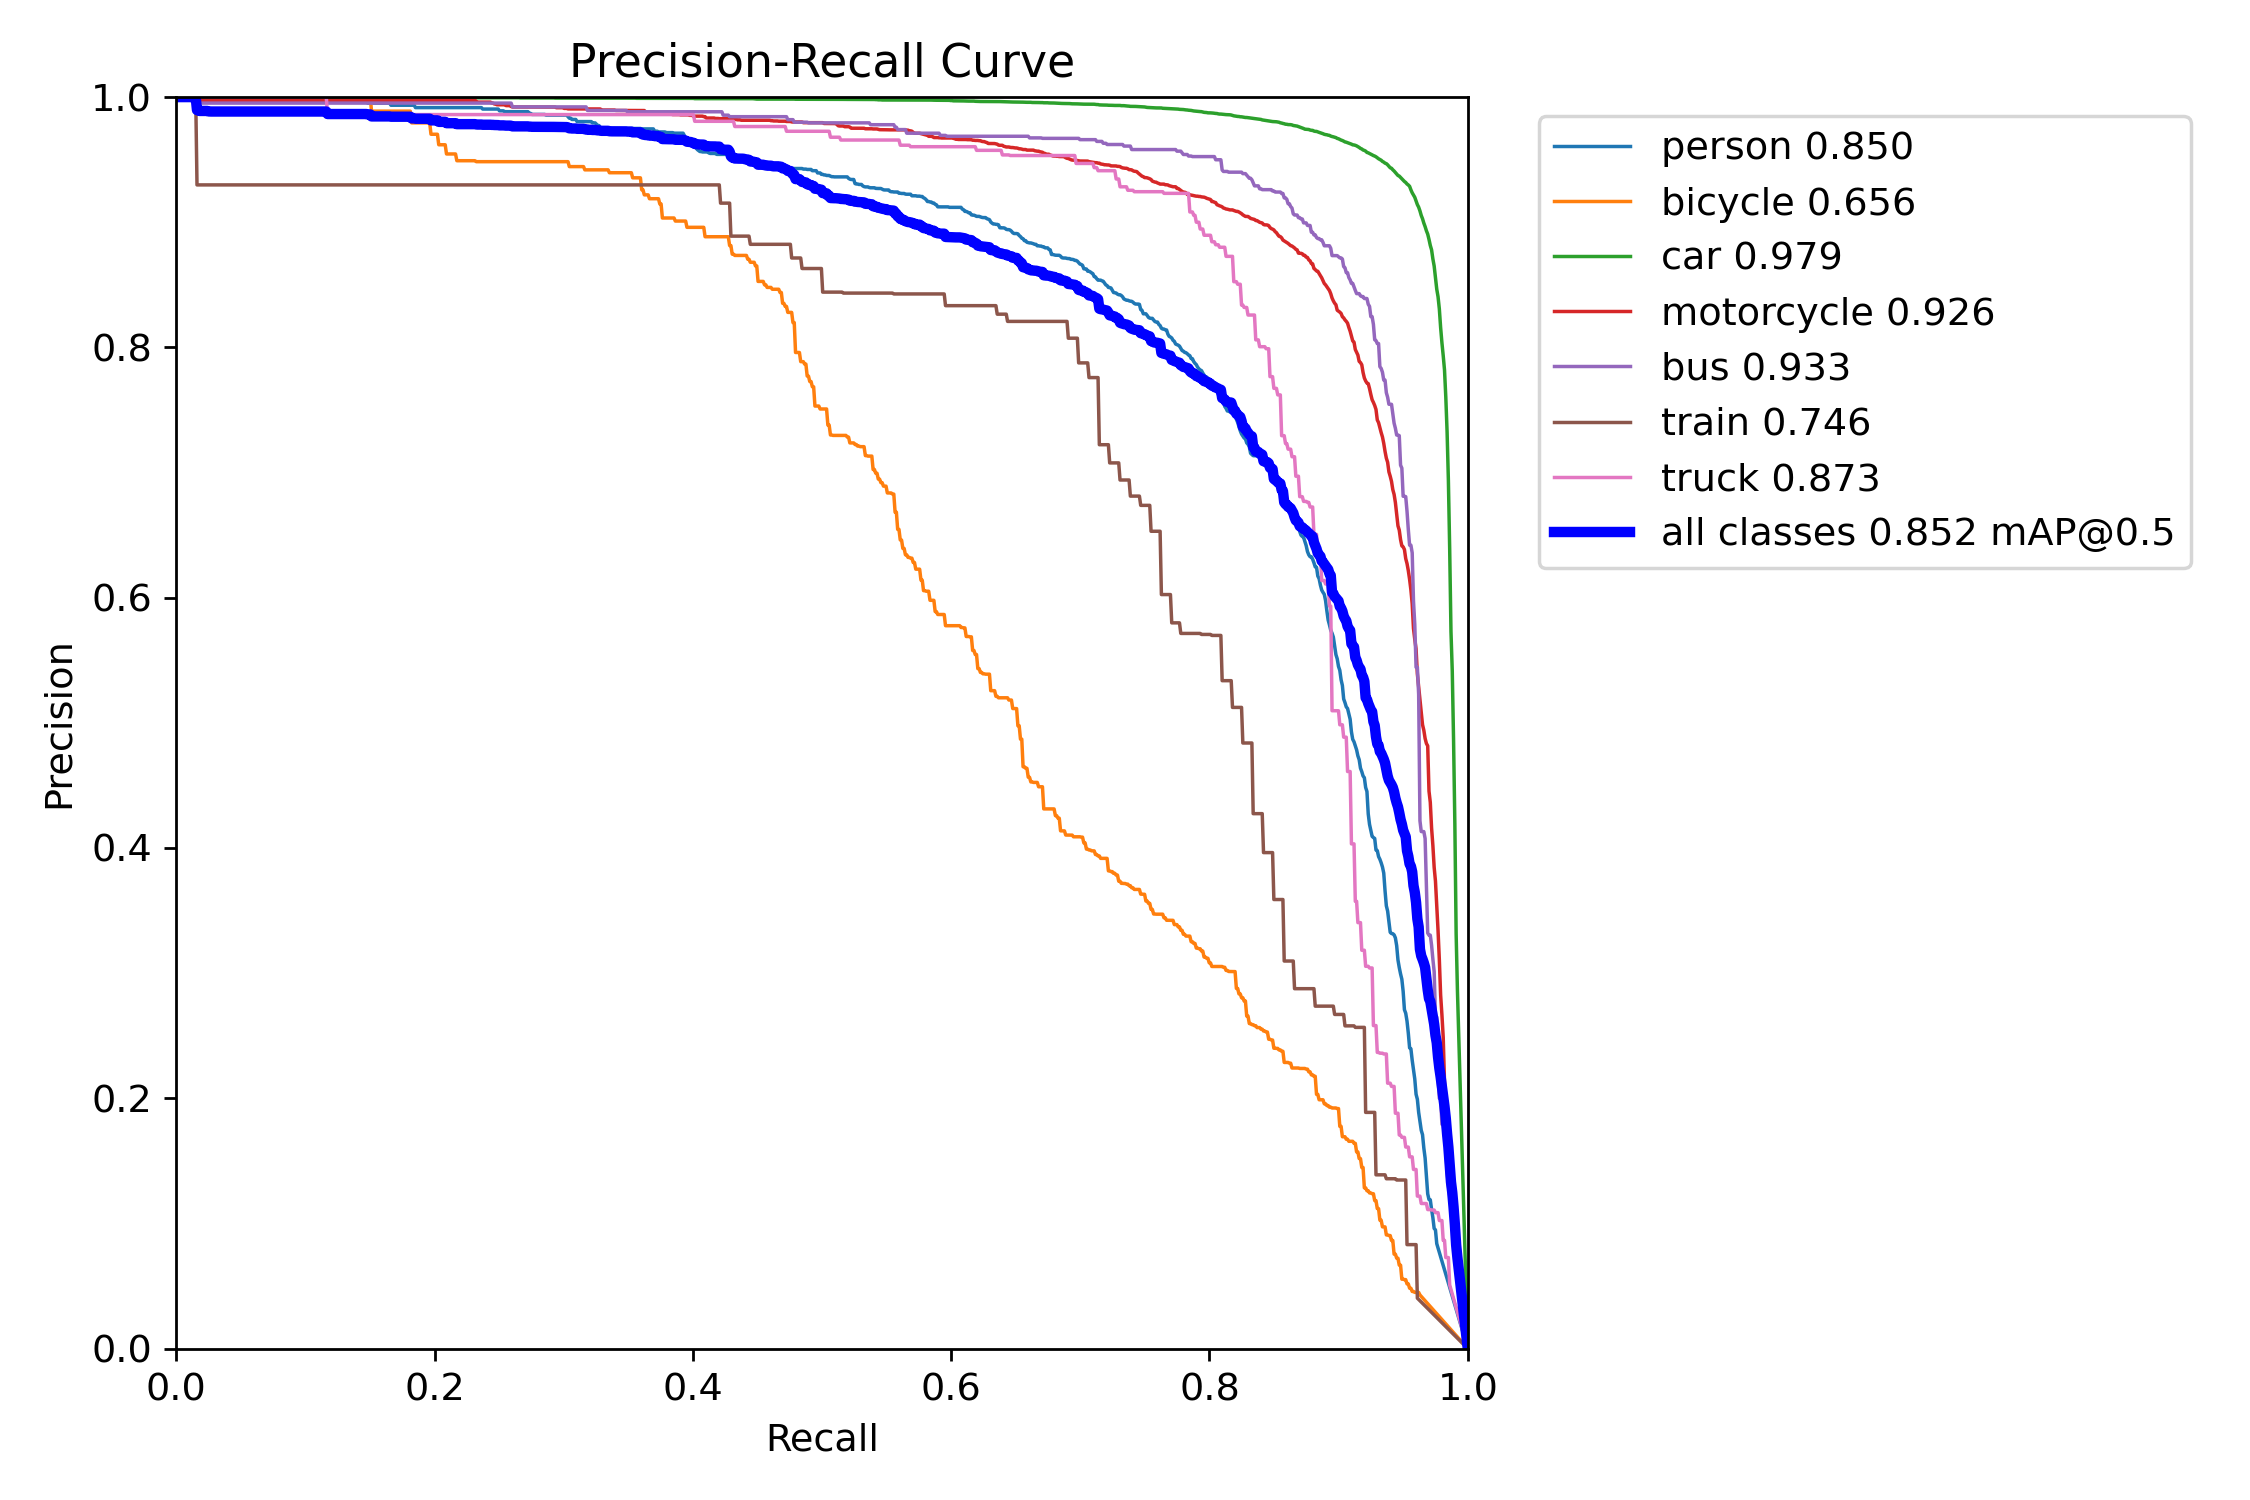 Precision-Recall Curve
1.0
0.8
0.6
0.4
0.2
0.0
Precision
0.0 0.2 0.4 0.6 0.8 1.0
Recall
person 0.850
bicycle 0.656
car 0.979
motorcycle 0.926
bus 0.933
train 0.746
truck 0.873
all classes 0.852 mAP@0.5